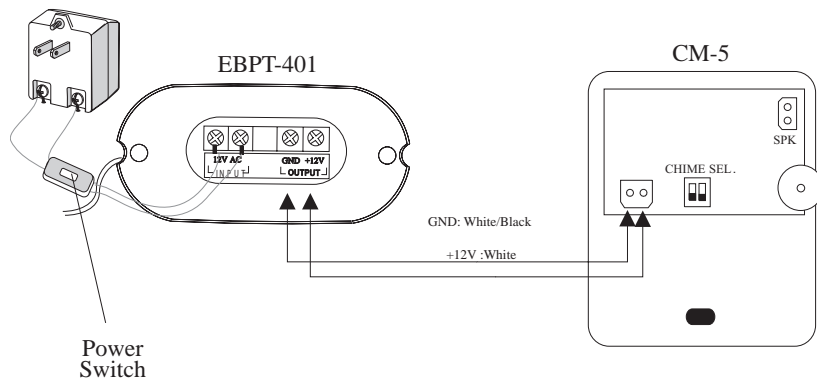 EBPT-401
CM-5
SPK
12V AC
GND +12V
INPUT
OUTPUT
CHIME SEL.
GND: White/Black
+12V :White
Power
Switch